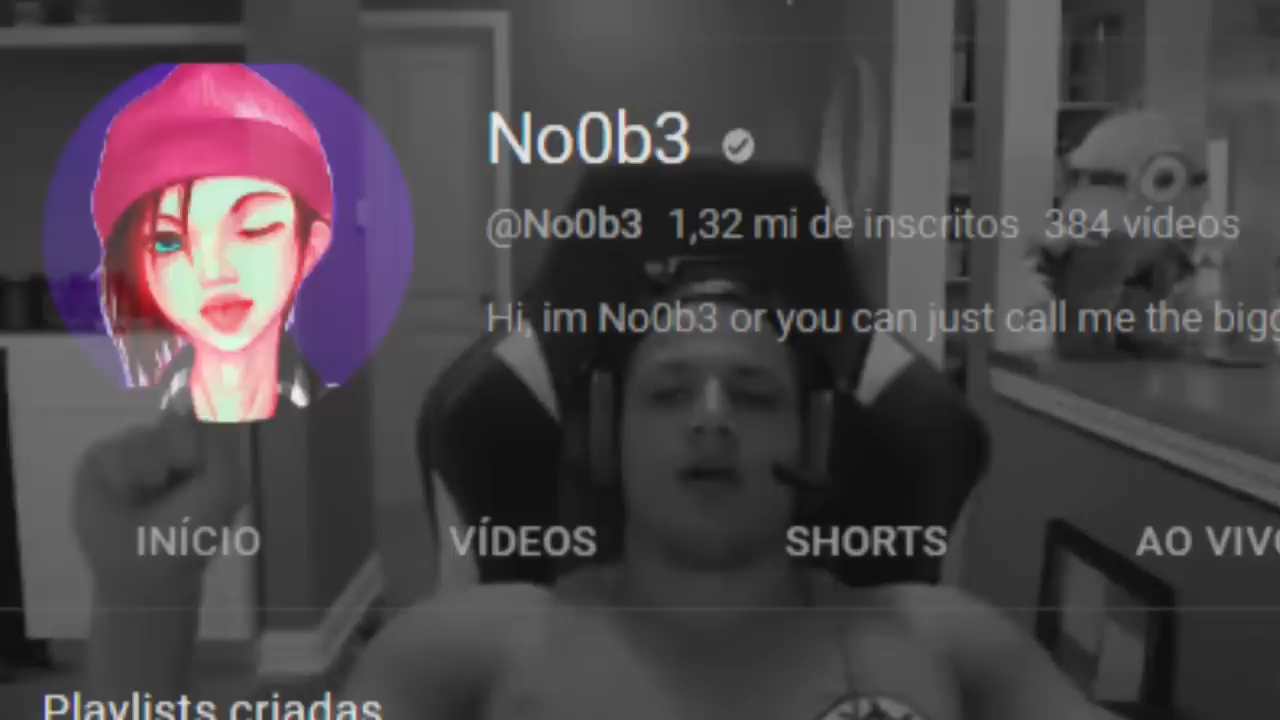 No0b3
@No0b3 1,32 mi de inscritos 384 vídeos
Hi, im No0b3 or you can just call me the bigg
INÍCIO VÍDEOS SHORTS AO VIVO
Playlists criadas